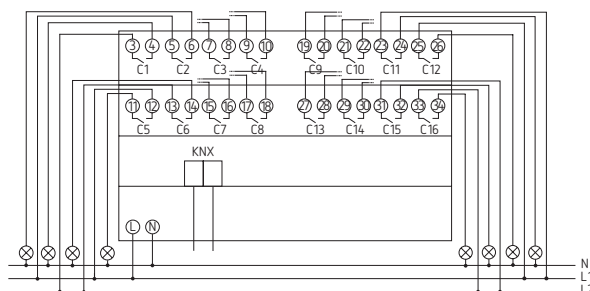 3 4 5 6 7 8 9 10 19 20 21 22 23 24 25 26
C1 C2 C3 C4 C9 C10 C11 C12
11 12 13 14 15 16 17 18 27 28 29 30 31 32 33 34
C5 C6 C7 C8 C13 C14 C15 C16
KNX
L N
N